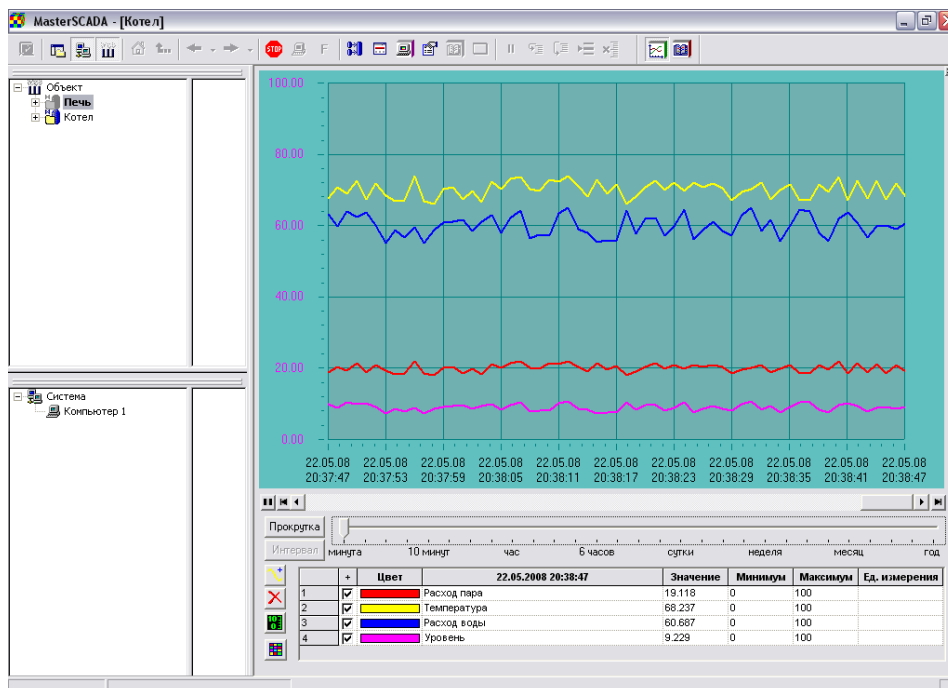 MasterSCADA - [Котел]
STOP
F
Объект
Печь
Котел
Система
Компьютер 1
100.00
80.00
60.00
40.00
20.00
0.00
22.05.08 22.05.08 22.05.08 22.05.08 22.05.08 22.05.08 22.05.08 22.05.08 22.05.08 22.05.08 22.05.08
20:37:47 20:37:53 20:37:59 20:38:05 20:38:11 20:38:17 20:38:23 20:38:29 20:38:35 20:38:41 20:38:47
Прокрутка
Интервал
минута 10 минут час 6 часов сутки неделя месяц год
+ Цвет 22.05.2008 20:38:47 Значение Минимум Максимум Ед. измерения
1 Расход пара 19.118 0 100
2 Температура 68.237 0 100
3 Расход воды 60.687 0 100
4 Уровень 9.229 0 100